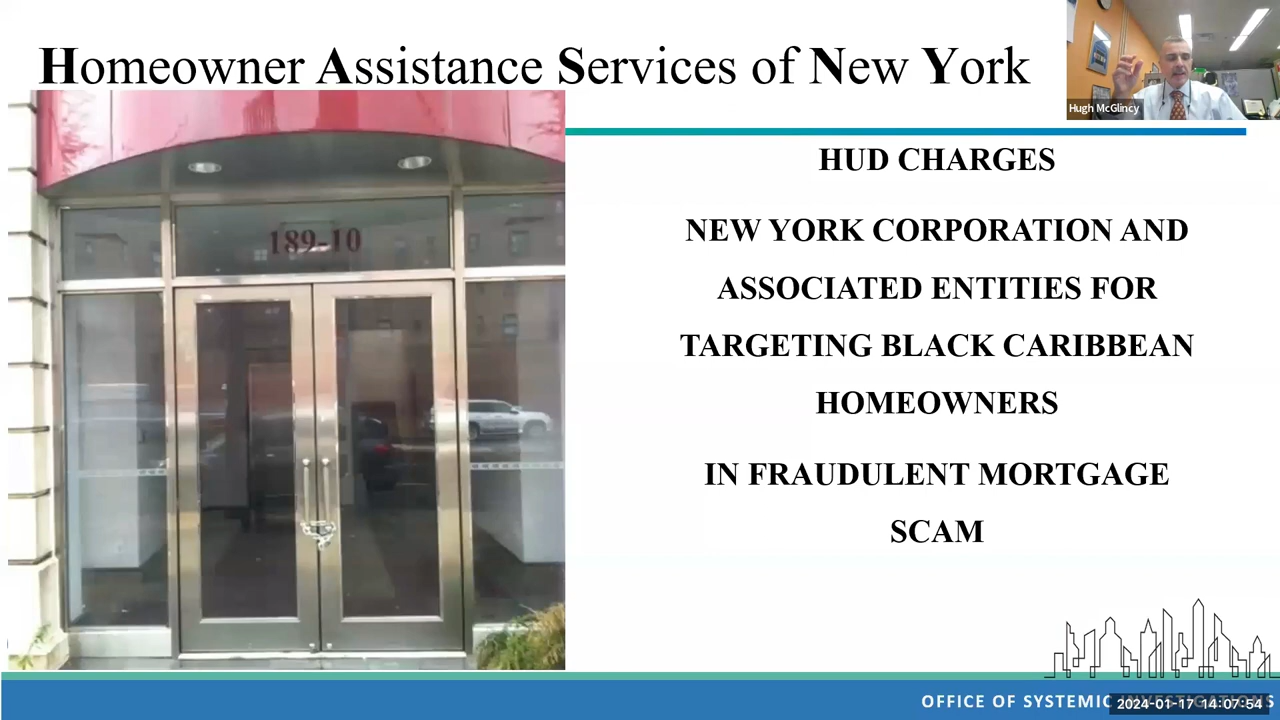 Homeowner Assistance Services of New York
Hugh McGlincy
189-10
HUD CHARGES
NEW YORK CORPORATION AND
ASSOCIATED ENTITIES FOR
TARGETING BLACK CARIBBEAN
HOMEOWNERS
IN FRAUDULENT MORTGAGE
SCAM
OFFICE OF SYSTEMIC INVESTIGATIONS
2024-01-17 14:07:54